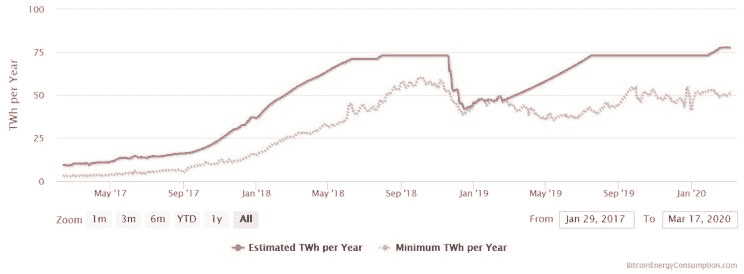 100
75
50
25
0
TWh per Year
May '17
Sep '17
Jan '18
May '18
Sep '18
Jan '19
May '19
Sep '19
Jan '20
Zoom 1m 3m 6m YTD 1y All From Jan 29, 2017 To Mar 17, 2020
Estimated TWh per Year Minimum TWh per Year
BitcoinEnergyConsumption.com